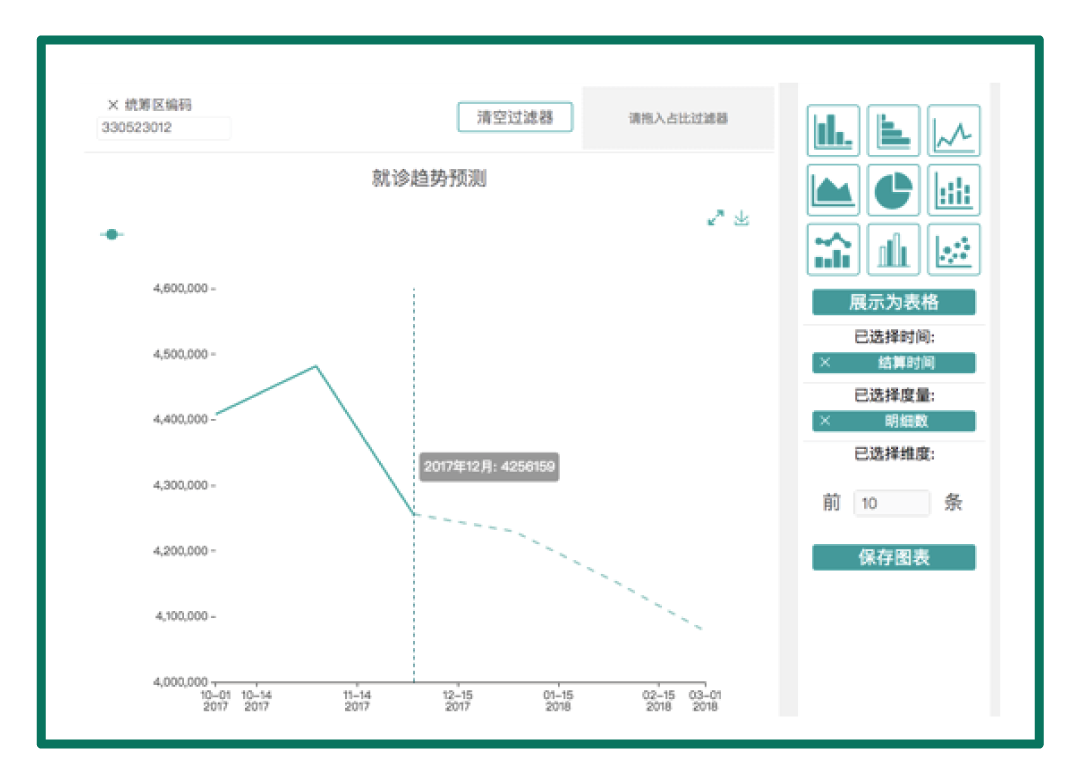 × 统筹区编码
330523012
清空过滤器
请拖入占比过滤器
就诊趋势预测
4,600,000
4,500,000
4,400,000
4,300,000
4,200,000
4,100,000
4,000,000
2017年12月: 4256159
10-01 10-14 11-14 12-15 01-15 02-15 03-01
2017 2017 2017 2017 2018 2018 2018
展示为表格
已选择时间:
× 结算时间
已选择度量:
× 明细数
已选择维度:
前 10 条
保存图表